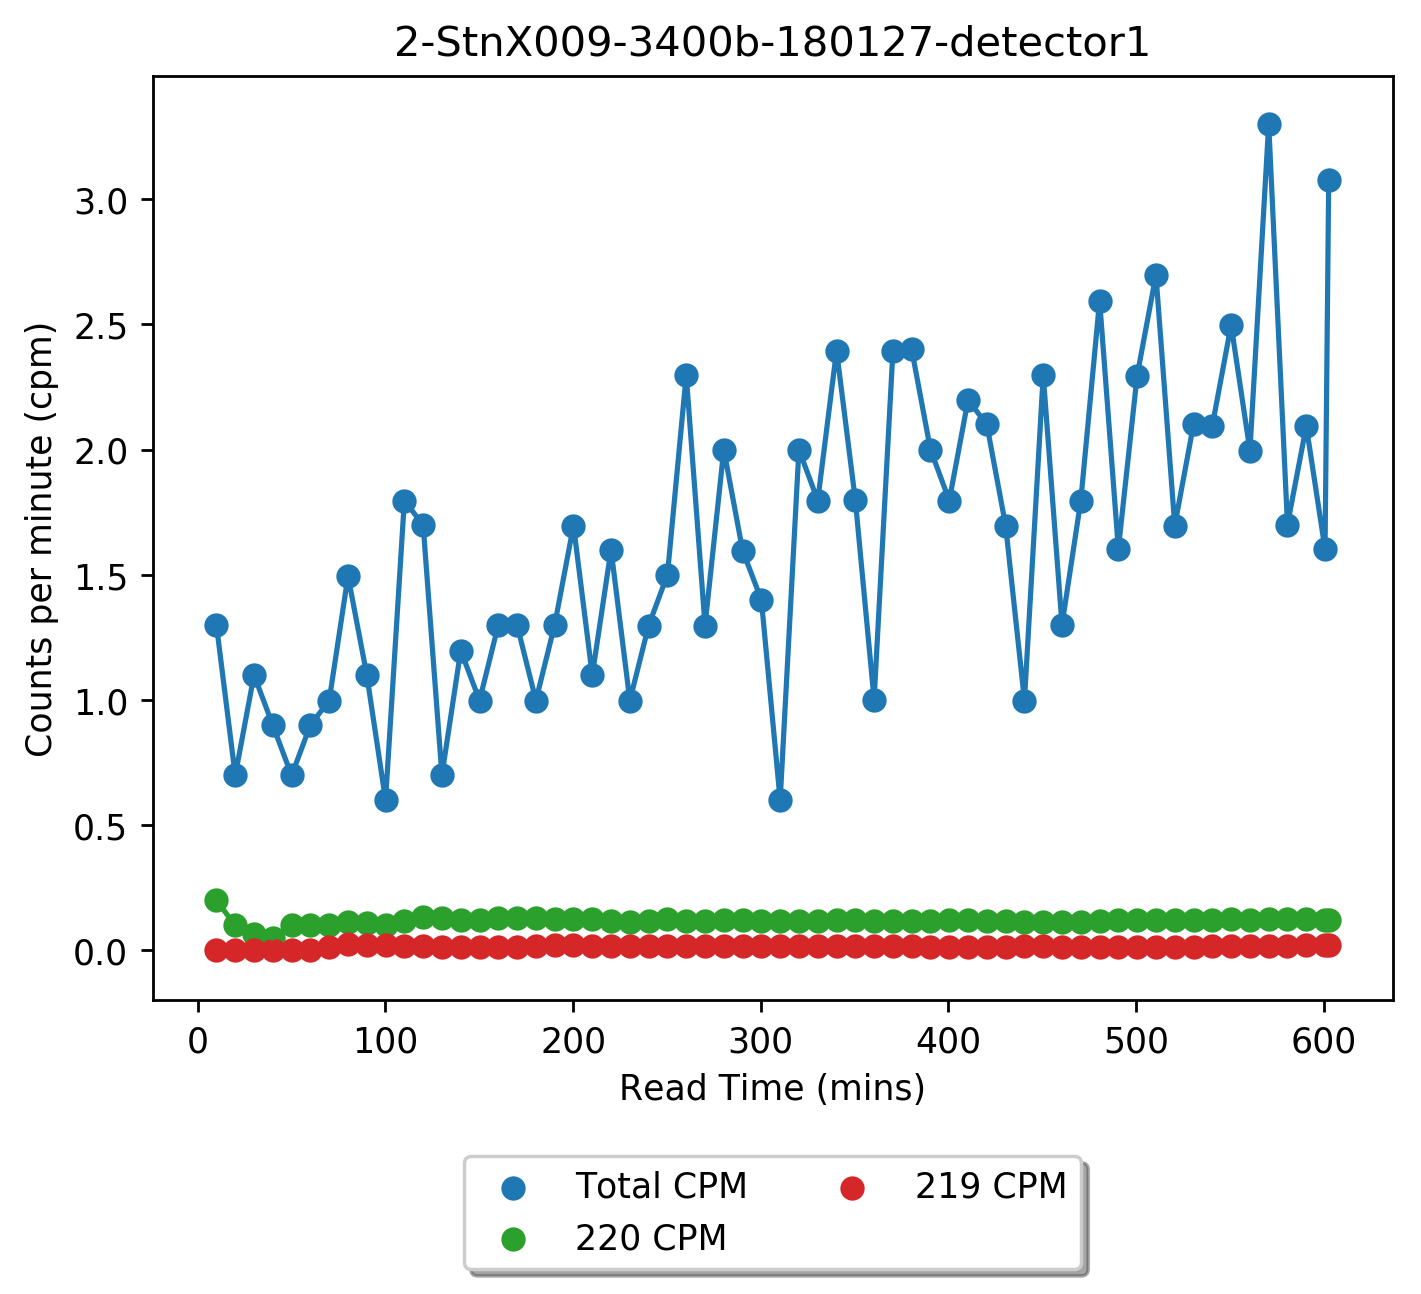 2-StnX009-3400b-180127-detector1
Counts per minute (cpm)
3.0
2.5
2.0
1.5
1.0
0.5
0.0
0 100 200 300 400 500 600
Read Time (mins)
Total CPM 219 CPM
220 CPM